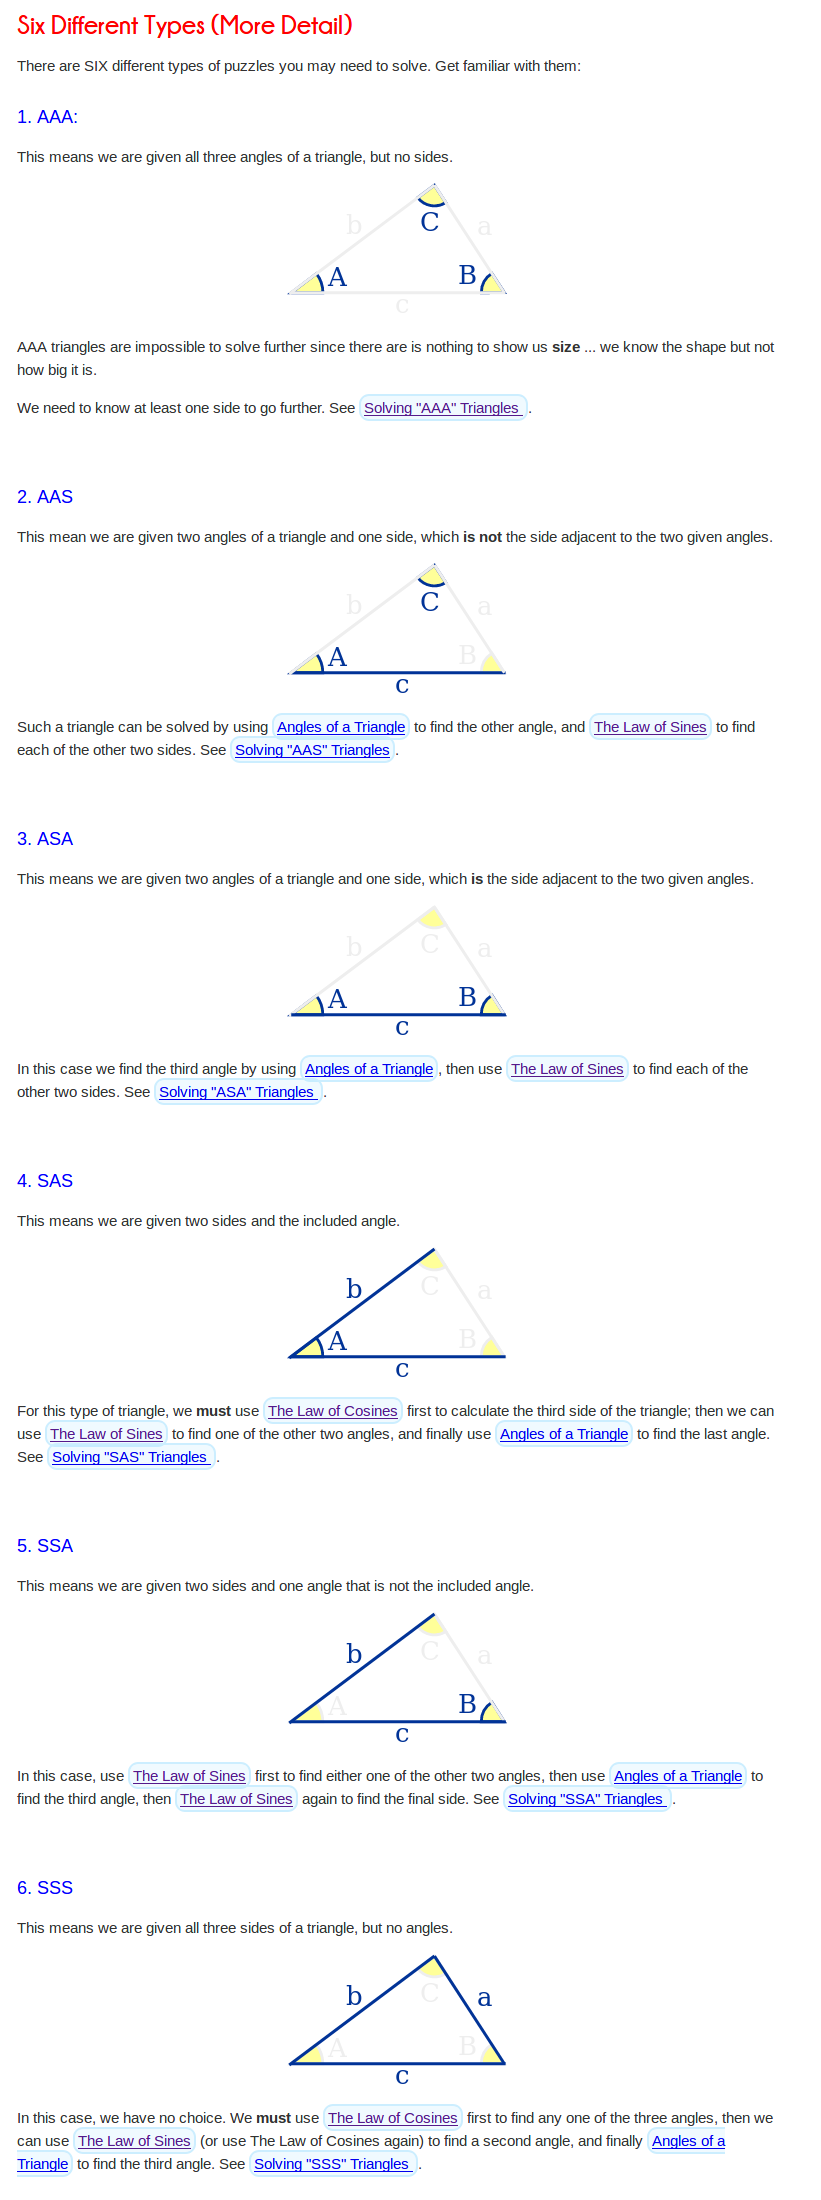 Six Different Types (More Detail)
There are SIX different types of puzzles you may need to solve. Get familiar with them:
1. AAA:
This means we are given all three angles of a triangle, but no sides.
b
C
a
A
B
c
AAA triangles are impossible to solve further since there are is nothing to show us size ... we know the shape but not
how big it is.
We need to know at least one side to go further. See Solving "AAA" Triangles .
2. AAS
This mean we are given two angles of a triangle and one side, which is not the side adjacent to the two given angles.
b
C
a
A
B
c
Such a triangle can be solved by using Angles of a Triangle to find the other angle, and The Law of Sines to find
each of the other two sides. See Solving "AAS" Triangles.
3. ASA
This means we are given two angles of a triangle and one side, which is the side adjacent to the two given angles.
b
C
a
A
B
c
In this case we find the third angle by using Angles of a Triangle, then use The Law of Sines to find each of the
other two sides. See Solving "ASA" Triangles .
4. SAS
This means we are given two sides and the included angle.
b
C
a
A
B
c
For this type of triangle, we must use The Law of Cosines first to calculate the third side of the triangle; then we can
use The Law of Sines to find one of the other two angles, and finally use Angles of a Triangle to find the last angle.
See Solving "SAS" Triangles .
5. SSA
This means we are given two sides and one angle that is not the included angle.
b
C
a
A
B
c
In this case, use The Law of Sines first to find either one of the other two angles, then use Angles of a Triangle to
find the third angle, then The Law of Sines again to find the final side. See Solving "SSA" Triangles .
6. SSS
This means we are given all three sides of a triangle, but no angles.
b
C
a
A
B
c
In this case, we have no choice. We must use The Law of Cosines first to find any one of the three angles, then we
can use The Law of Sines (or use The Law of Cosines again) to find a second angle, and finally Angles of a
Triangle to find the third angle. See Solving "SSS" Triangles .